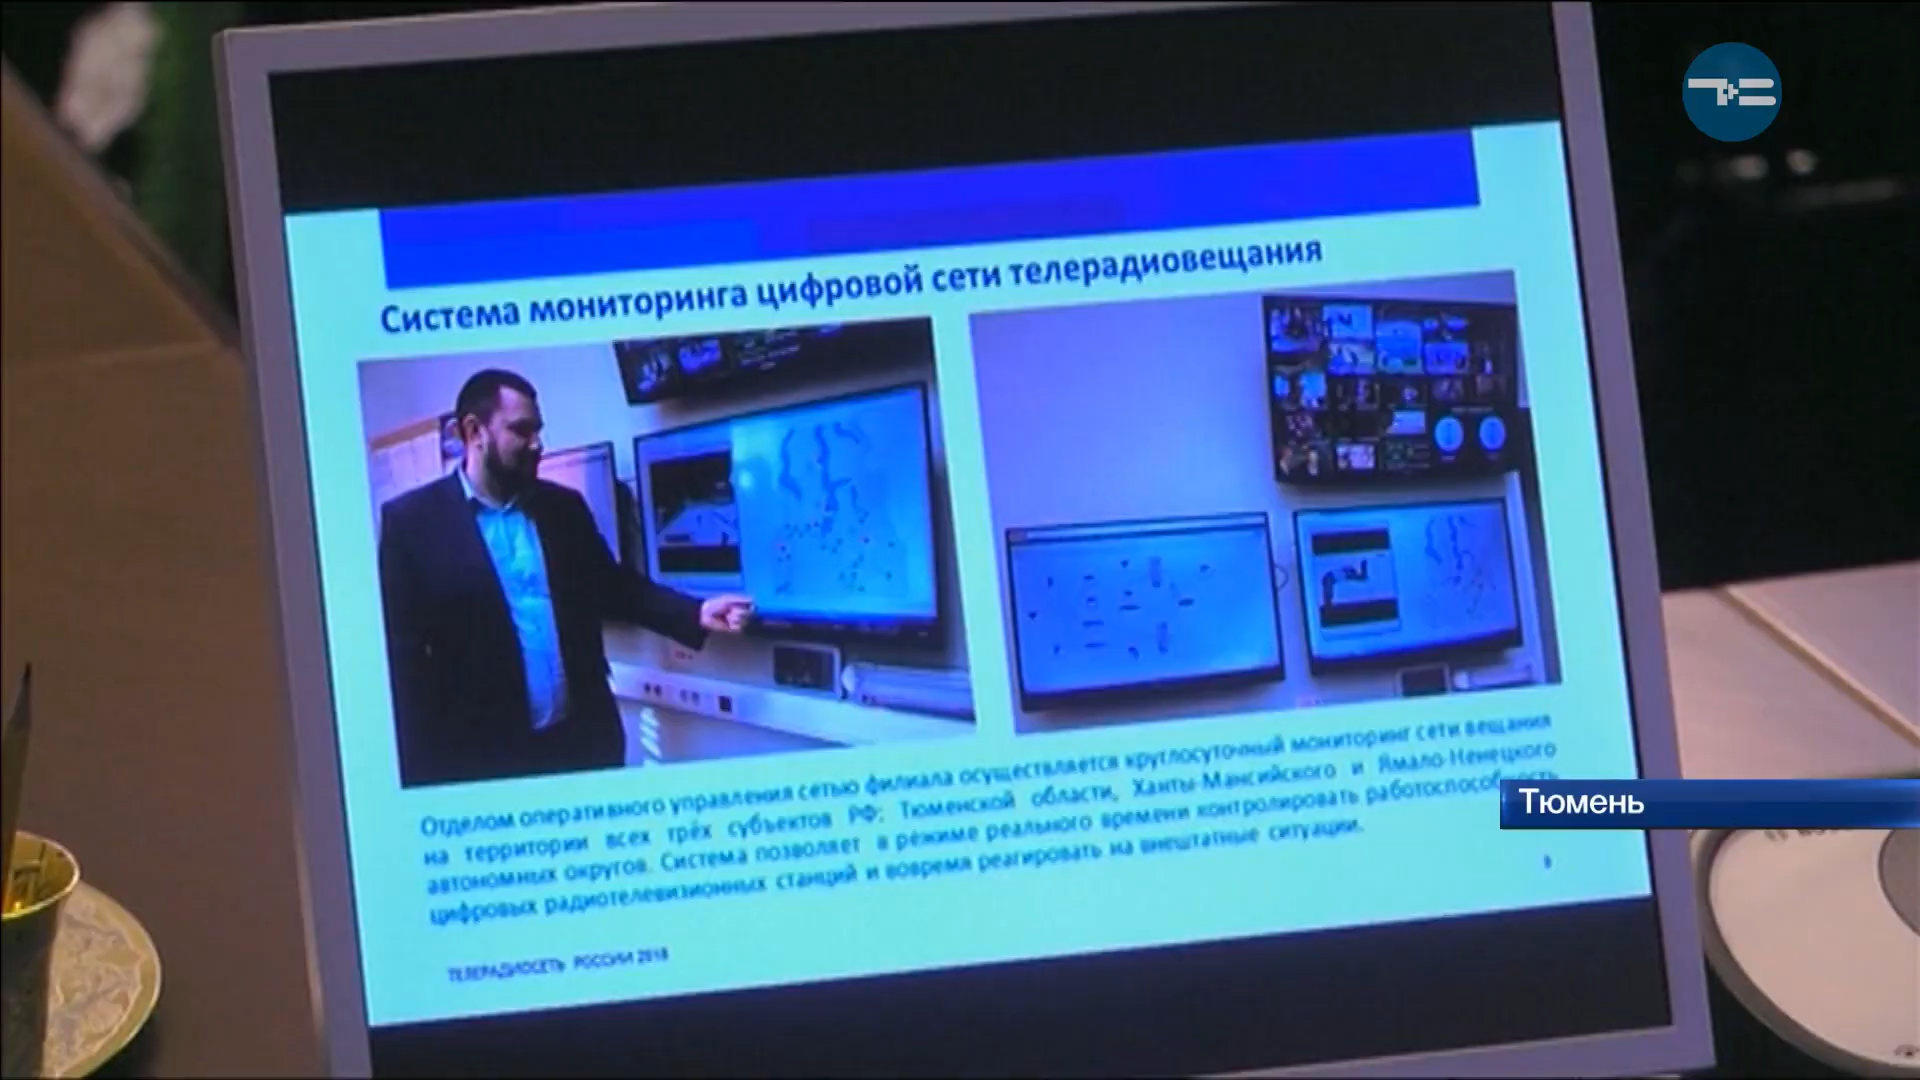 Система мониторинга цифровой сети телерадиовещания
Отделом оперативного управления сетью филиала осуществляется круглосуточный мониторинг сети вещания
на территории всех трёх субъектов РФ: Тюменской области, Ханты-Мансийского и Ямало-Ненецкого
автономных округов. Система позволяет в режиме реального времени контролировать работоспособность
цифровых радиотелевизионных станций и вовремя реагировать на внештатные ситуации.
ТЕЛЕРАДИОСЕТЬ РОССИИ 2018
Тюмень